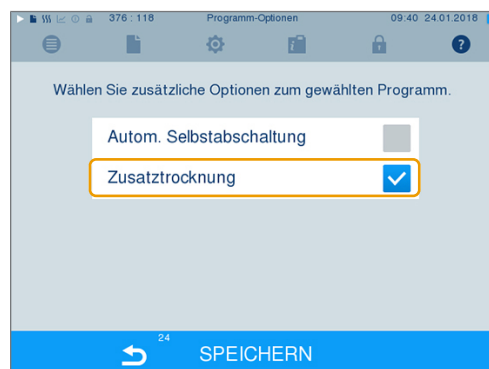 376 : 118 Programm-Optionen 09:40 24.01.2018
?
Wählen Sie zusätzliche Optionen zum gewählten Programm.
Autom. Selbstabschaltung
Zusatztrocknung
24
SPEICHERN